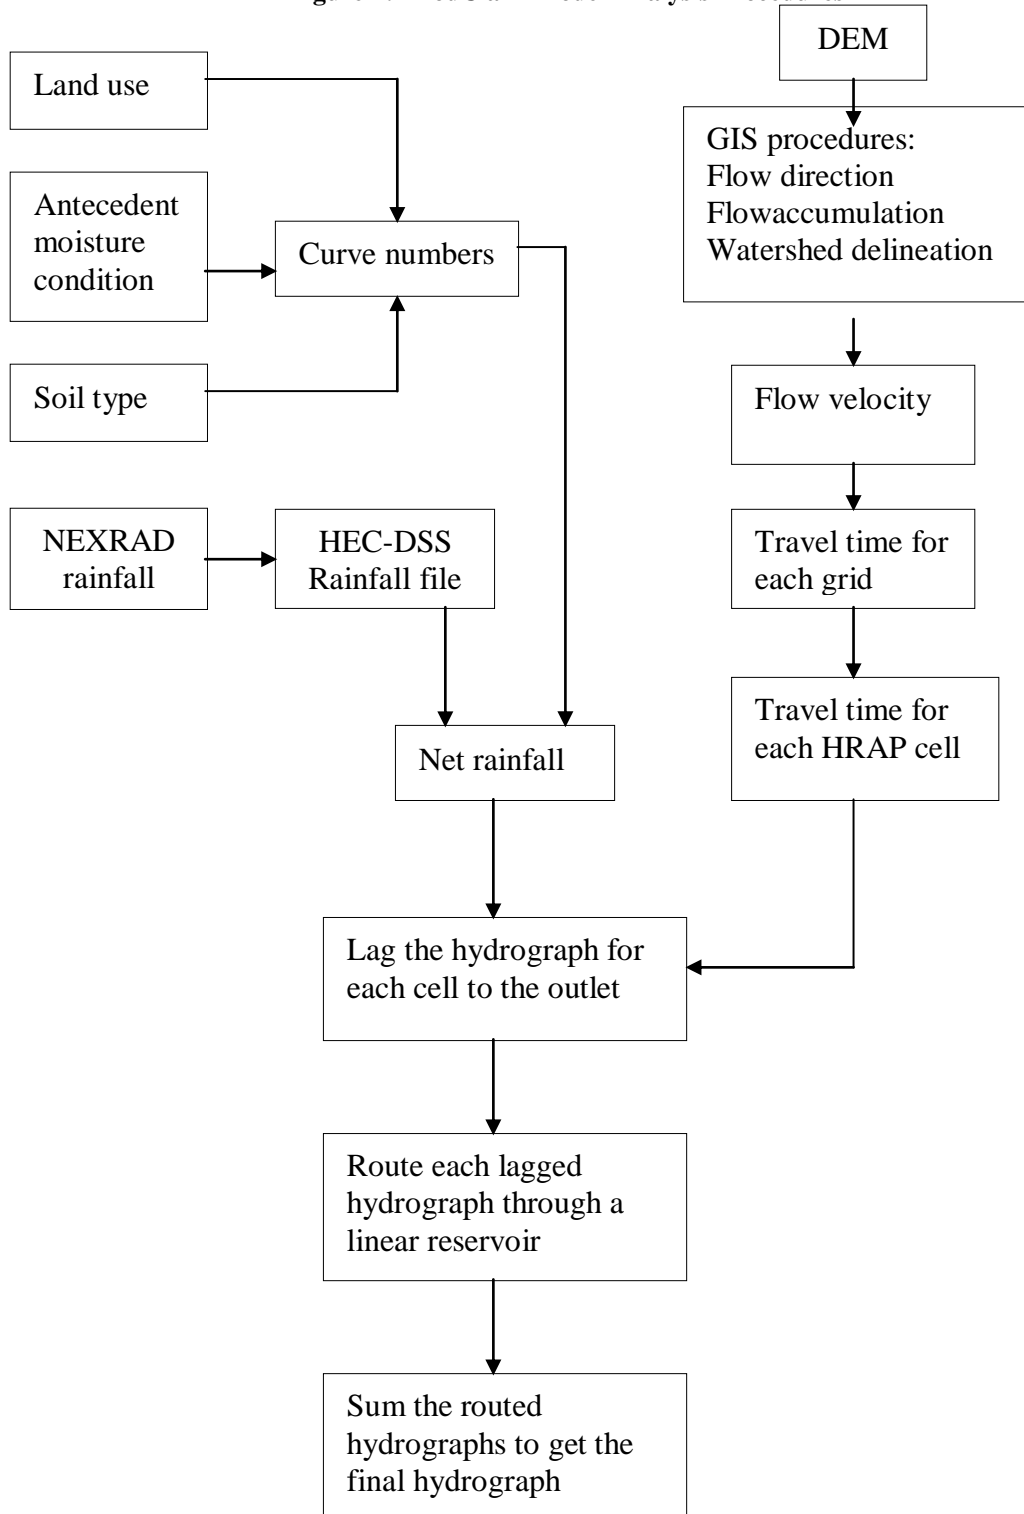 DEM
Land use
GIS procedures:
Flow direction
Flowaccumulation
Watershed delineation
Antecedent
moisture
condition
Curve numbers
Soil type
Flow velocity
NEXRAD
rainfall
HEC-DSS
Rainfall file
Travel time for
each grid
Travel time for
each HRAP cell
Net rainfall
Lag the hydrograph for
each cell to the outlet
Route each lagged
hydrograph through a
linear reservoir
Sum the routed
hydrographs to get the
final hydrograph